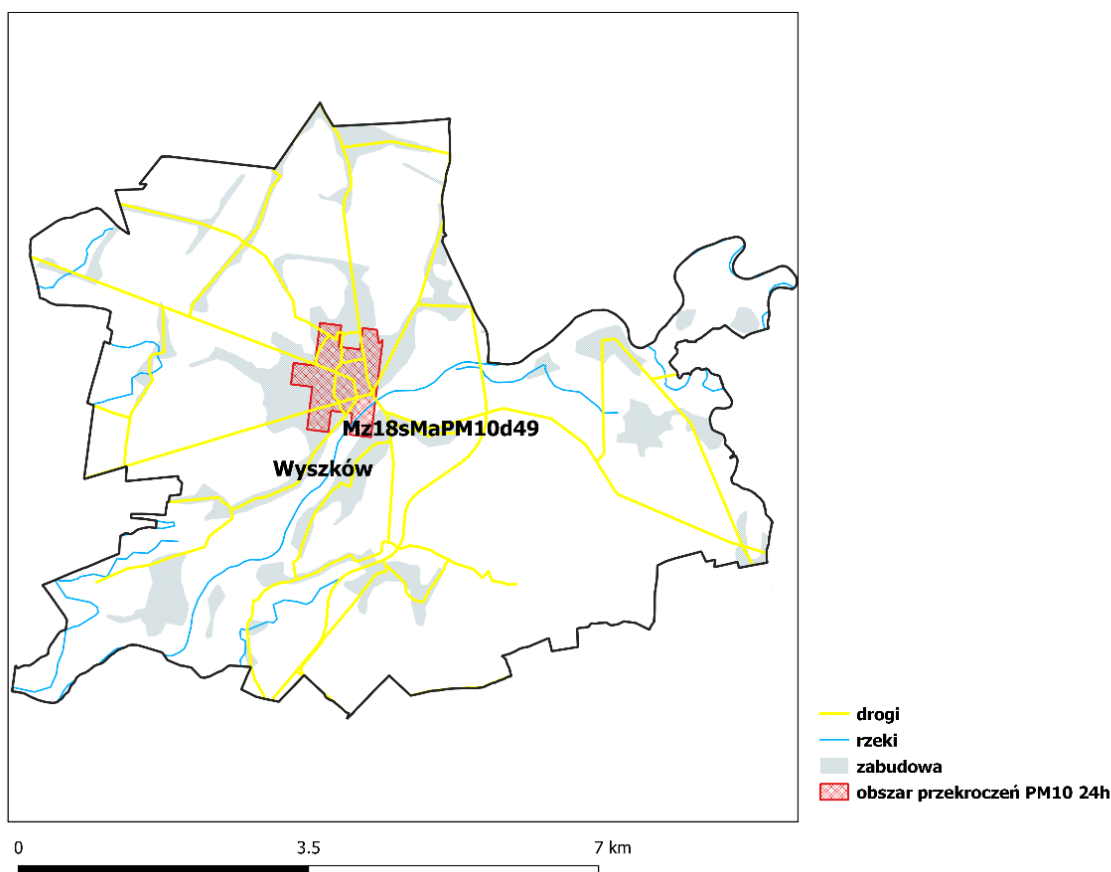 Mz18sMaPM10d49
Wyszków
drogi
rzeki
zabudowa
obszar przekroczeń PM10 24h
0 3.5 7 km